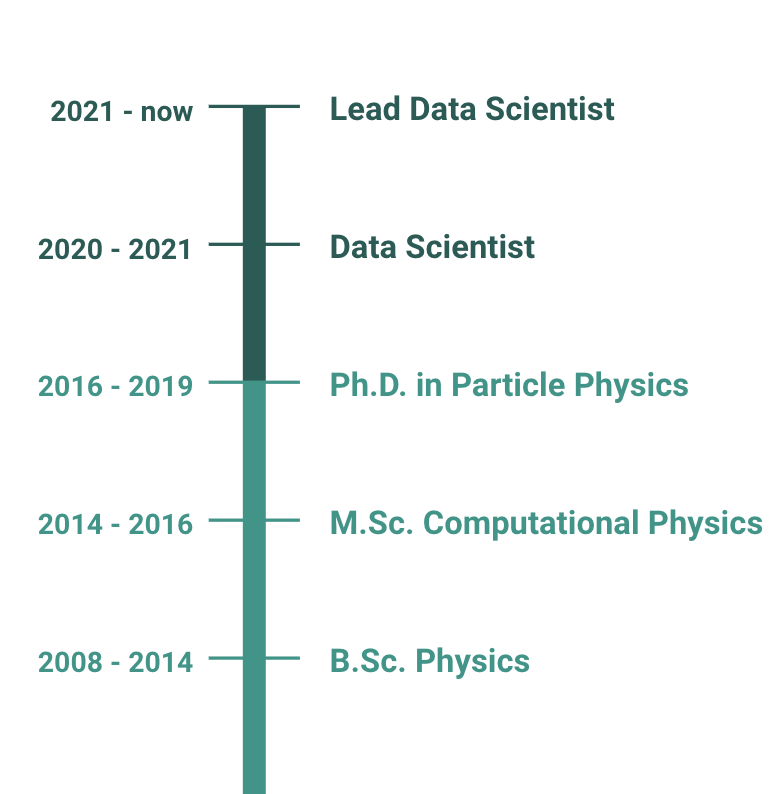 2021 - now Lead Data Scientist
2020 - 2021 Data Scientist
2016 - 2019 Ph.D. in Particle Physics
2014 - 2016 M.Sc. Computational Physics
2008 - 2014 B.Sc. Physics